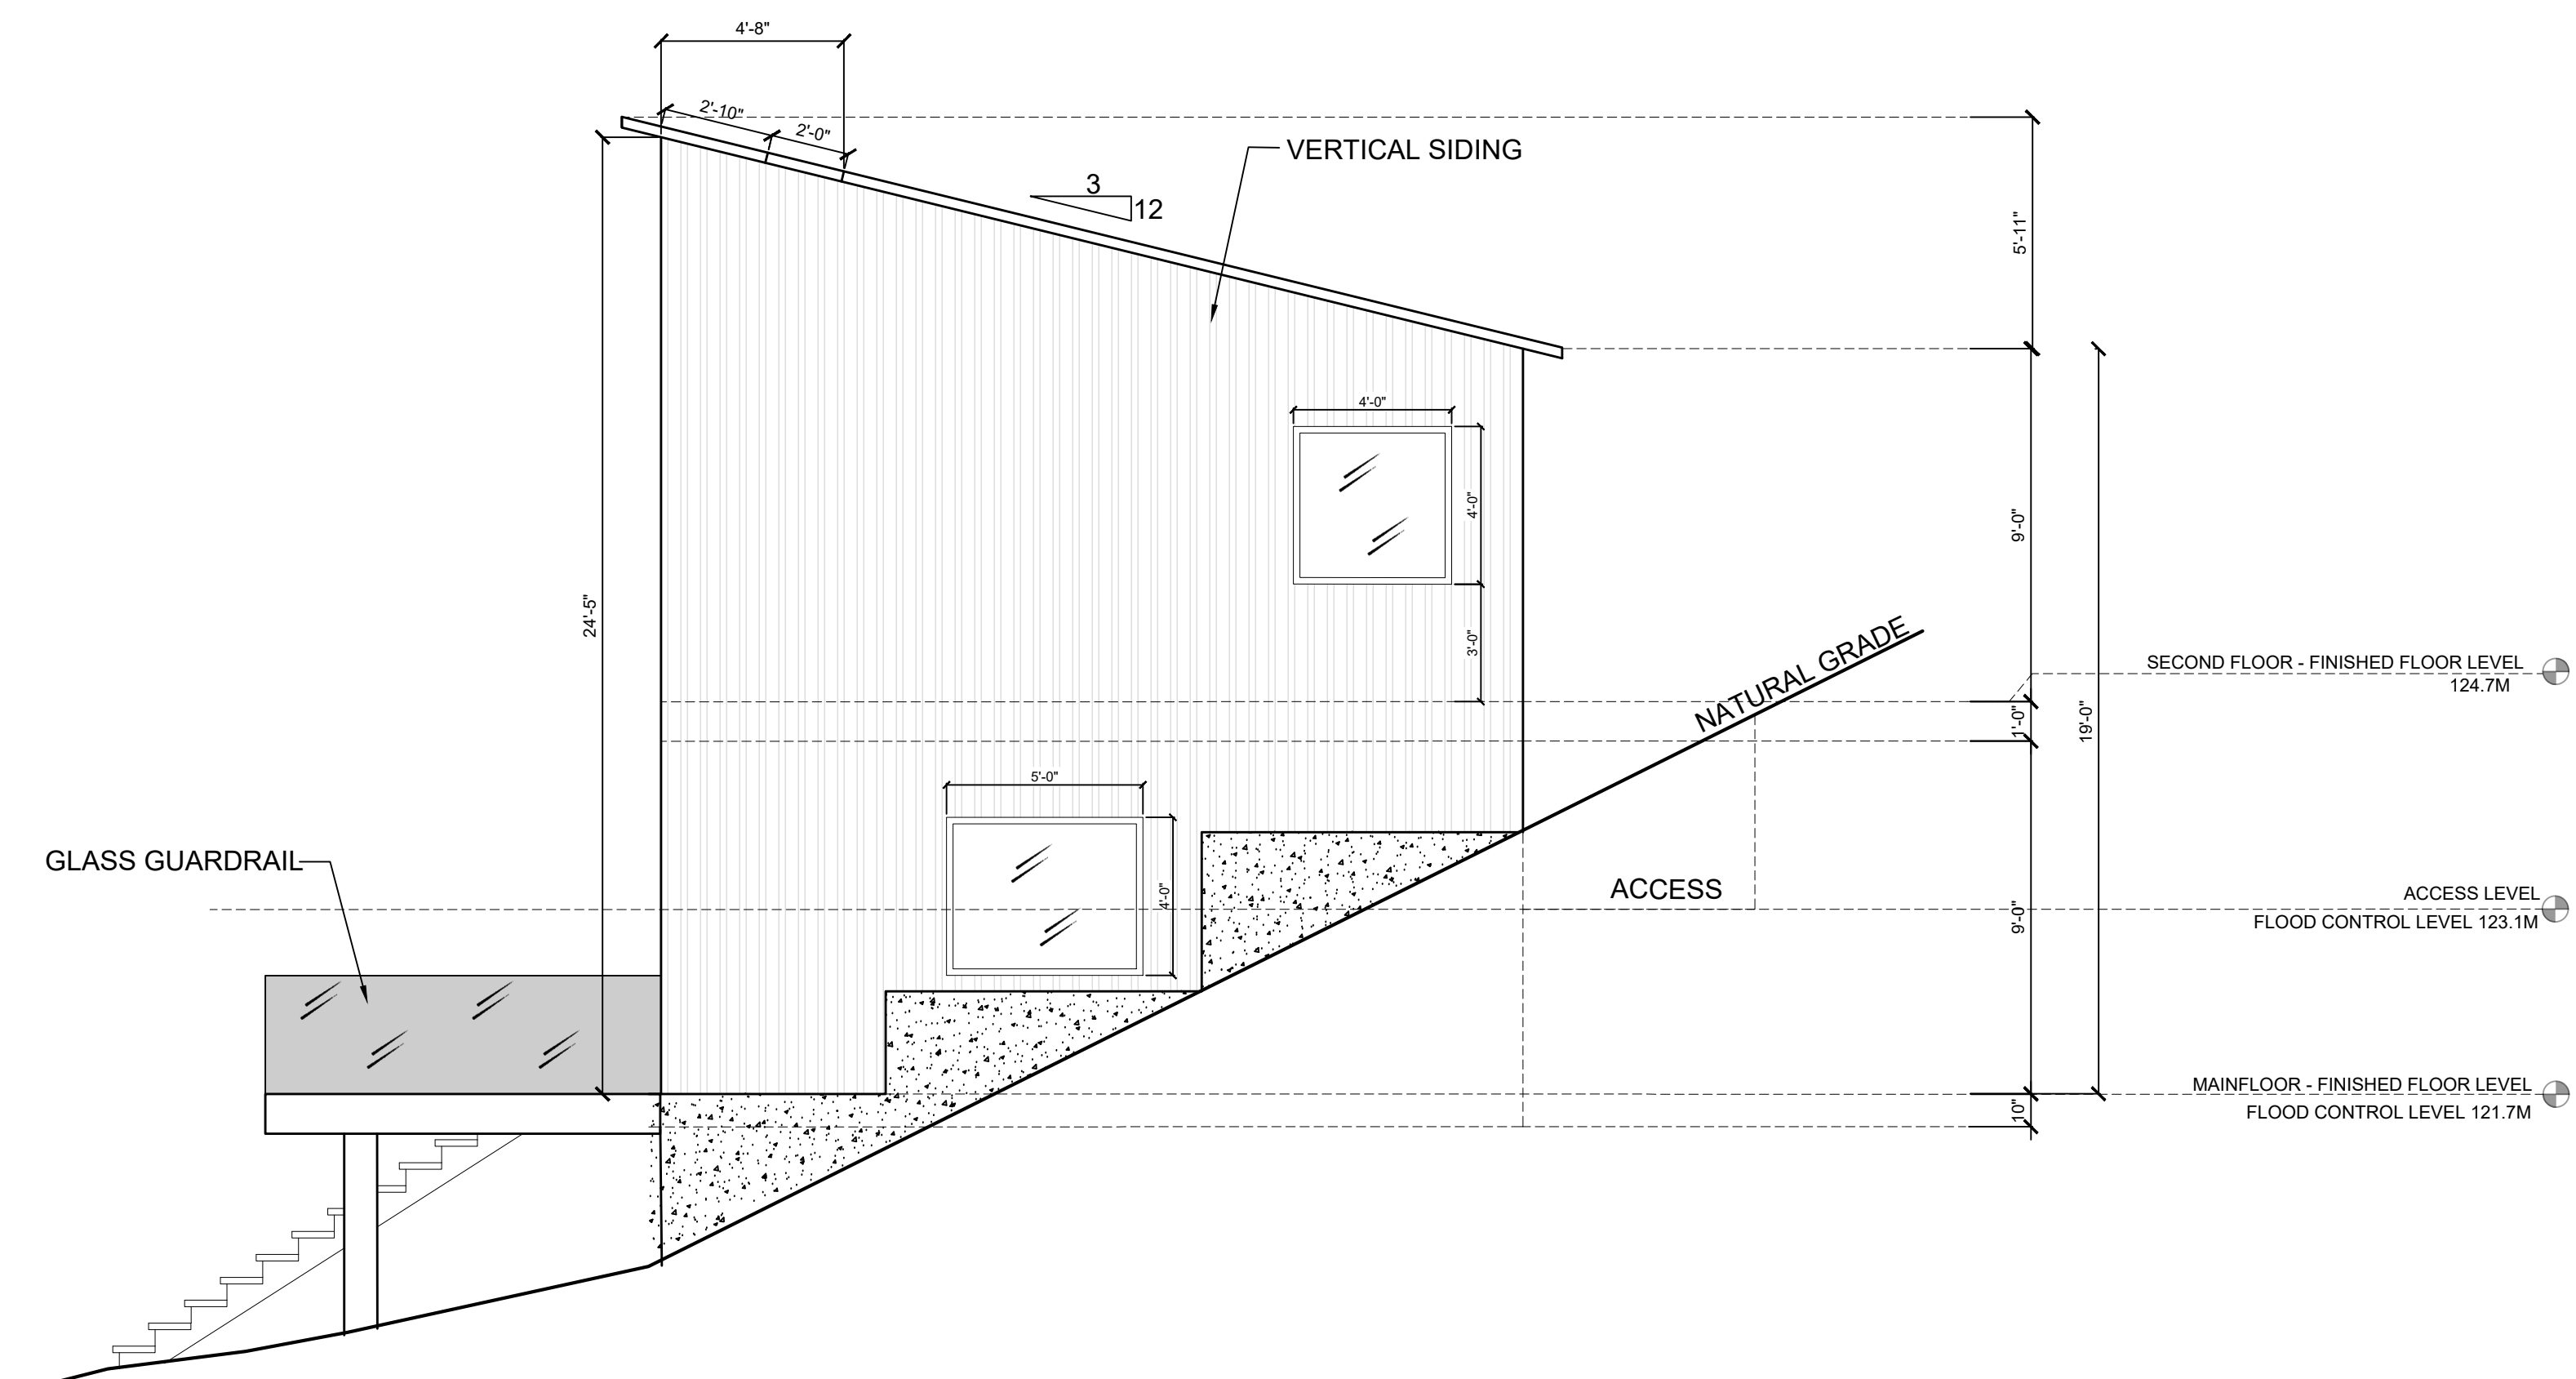 4'-8"
2'-10"
2'-0"
VERTICAL SIDING
3
12
5'-11"
4'-0"
4'-0"
9'-0"
24'-5"
3'-0"
NATURAL GRADE
SECOND FLOOR - FINISHED FLOOR LEVEL
124.7M
1'-0"
19'-0"
5'-0"
GLASS GUARDRAIL
4'-0"
ACCESS
ACCESS LEVEL
9'-0"
FLOOD CONTROL LEVEL 123.1M
MAINFLOOR - FINISHED FLOOR LEVEL
10"
FLOOD CONTROL LEVEL 121.7M